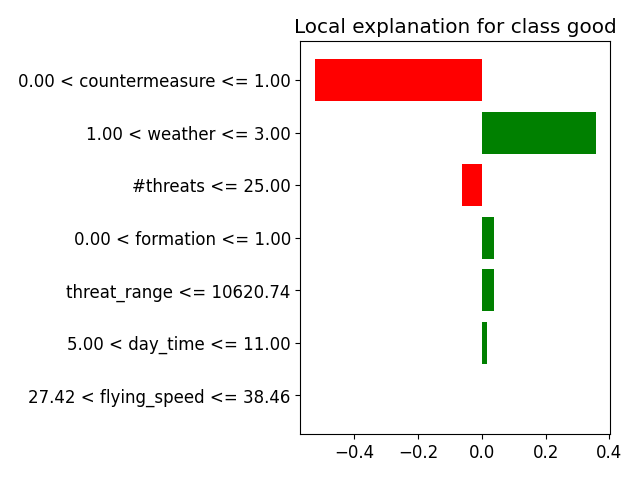 Local explanation for class good
0.00 < countermeasure <= 1.00
1.00 < weather <= 3.00
#threats <= 25.00
0.00 < formation <= 1.00
threat_range <= 10620.74
5.00 < day_time <= 11.00
27.42 < flying_speed <= 38.46
−0.4 −0.2 0.0 0.2 0.4